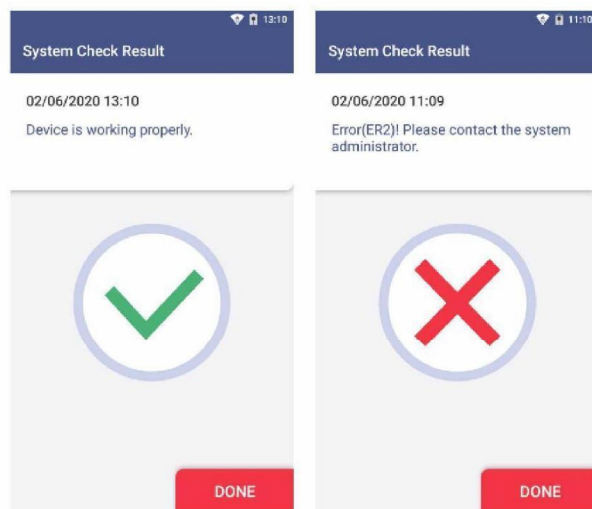 13:10
System Check Result
02/06/2020 13:10
Device is working properly.
DONE
11:10
System Check Result
02/06/2020 11:09
Error(ER2)! Please contact the system
administrator.
DONE